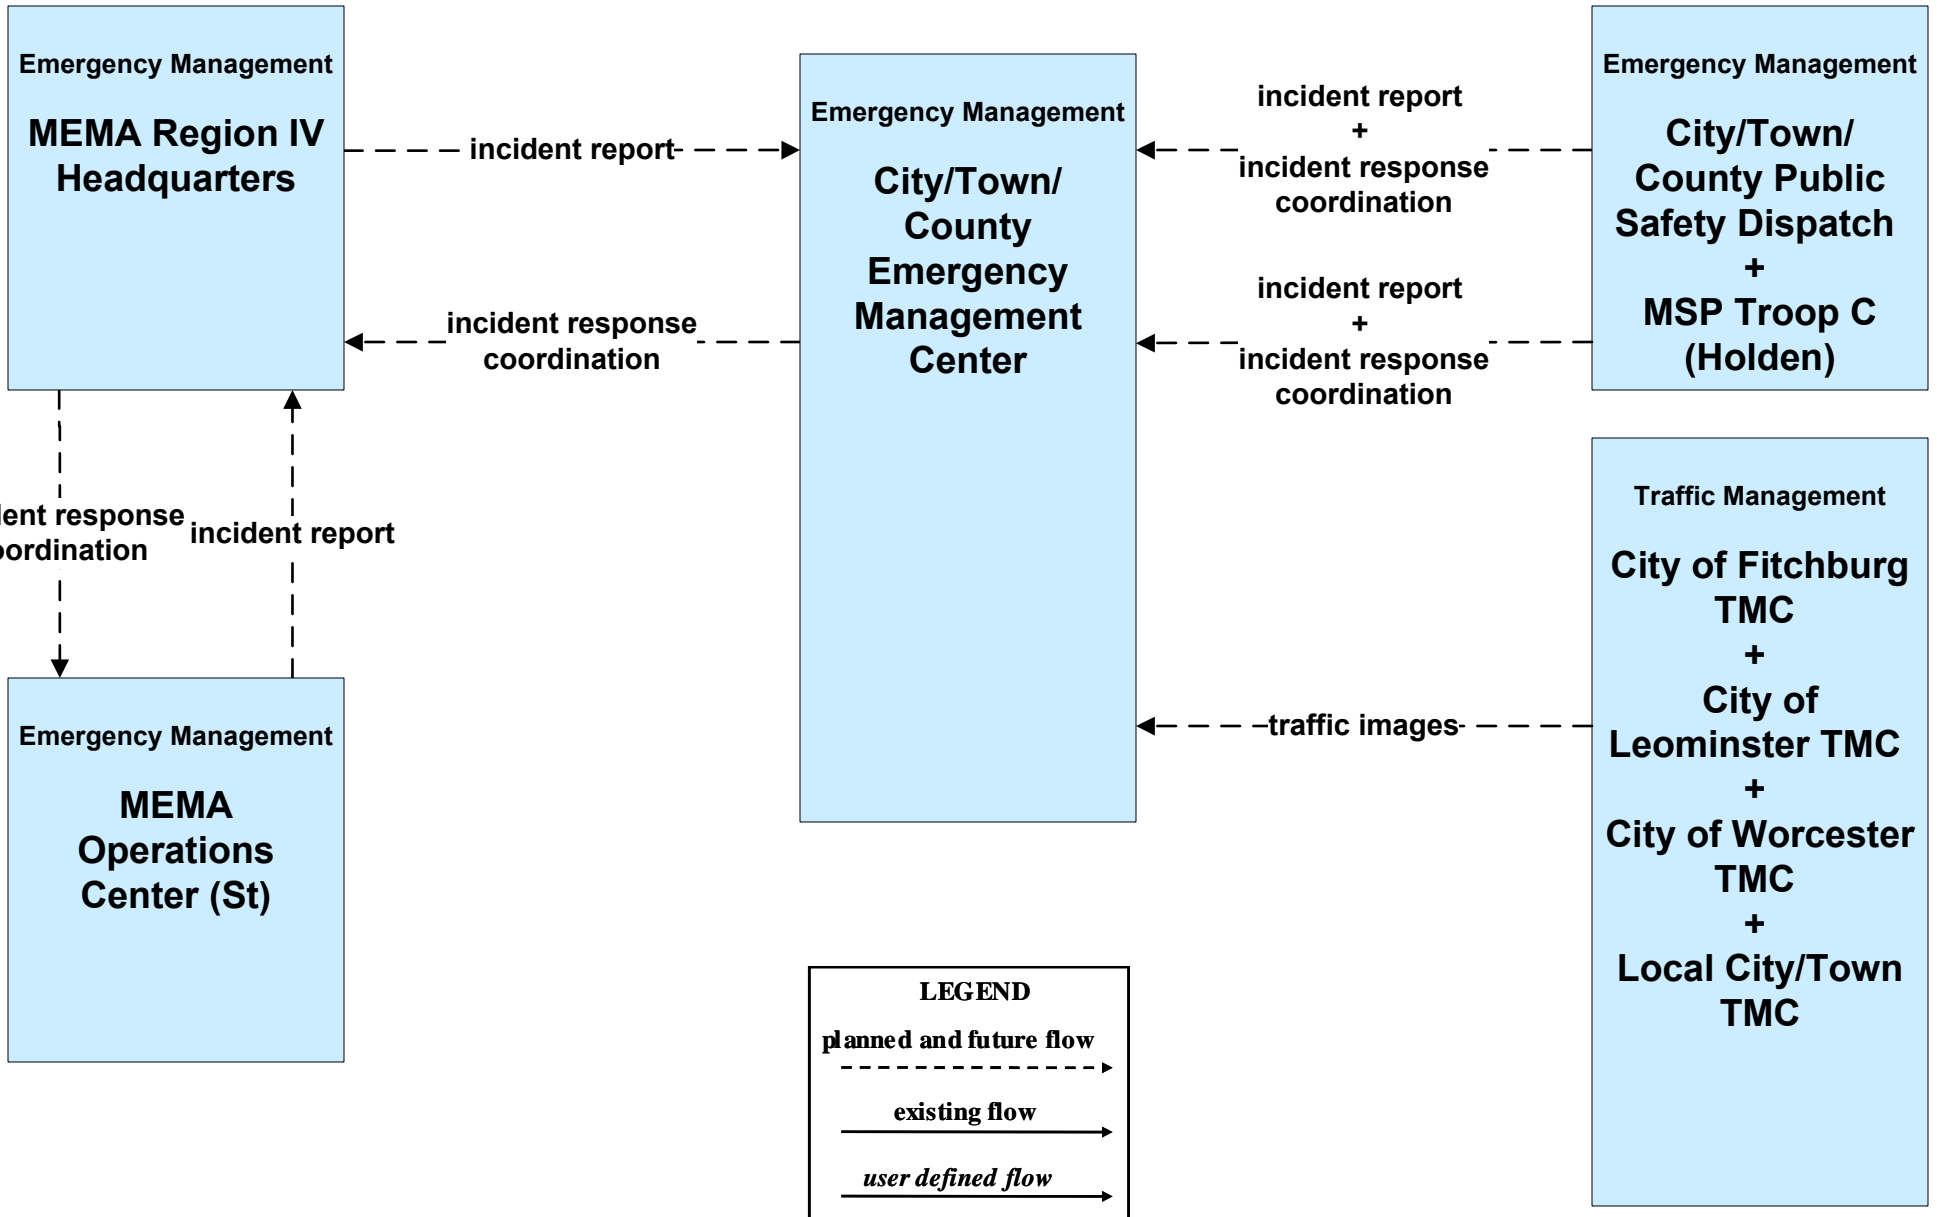 Emergency Management
MEMA Region IV
Headquarters
incident report
incident response
coordination
Emergency Management
City/Town/
County
Emergency
Management
Center
incident report
+
incident response
coordination
incident report
+
incident response
coordination
Emergency Management
City/Town/
County Public
Safety Dispatch
+
MSP Troop C
(Holden)
response
incident report
Emergency Management
MEMA
Operations
Center (St)
traffic images
Traffic Management
City of Fitchburg
TMC
+
City of
Leominster TMC
+
City of Worcester
TMC
+
Local City/Town
TMC
LEGEND
planned and future flow
existing flow
user defined flow